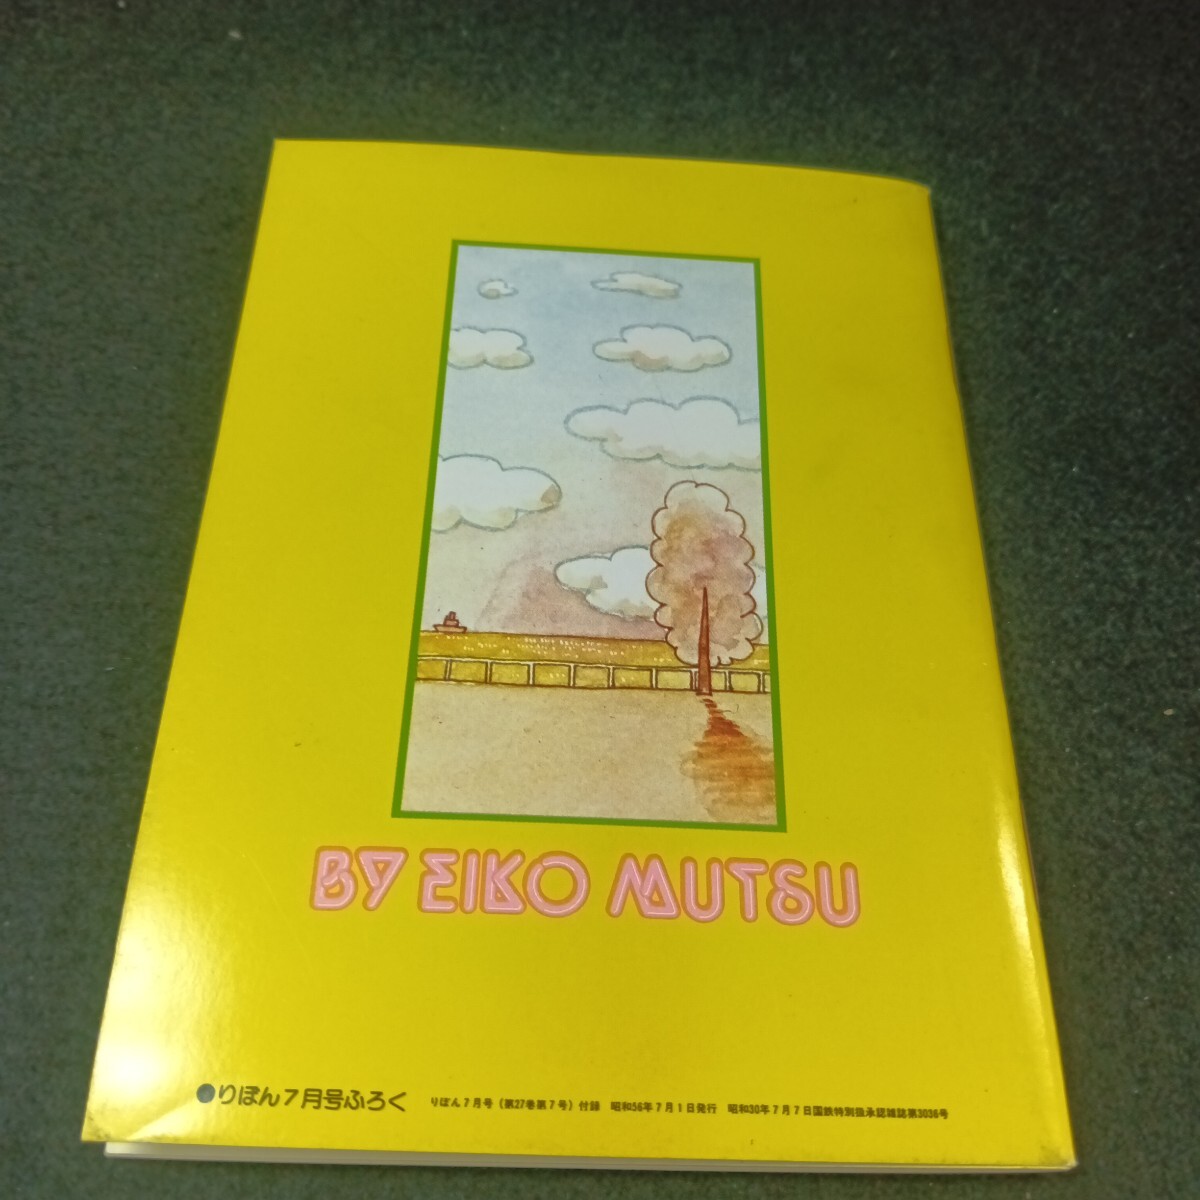 BY EIKO MUTSU
●りぼん7月号ふろく りぼん7月号(第27巻第7号)付録 昭和56年7月1日発行 昭和30年7月7日国鉄特別扱承認雑誌第3036号